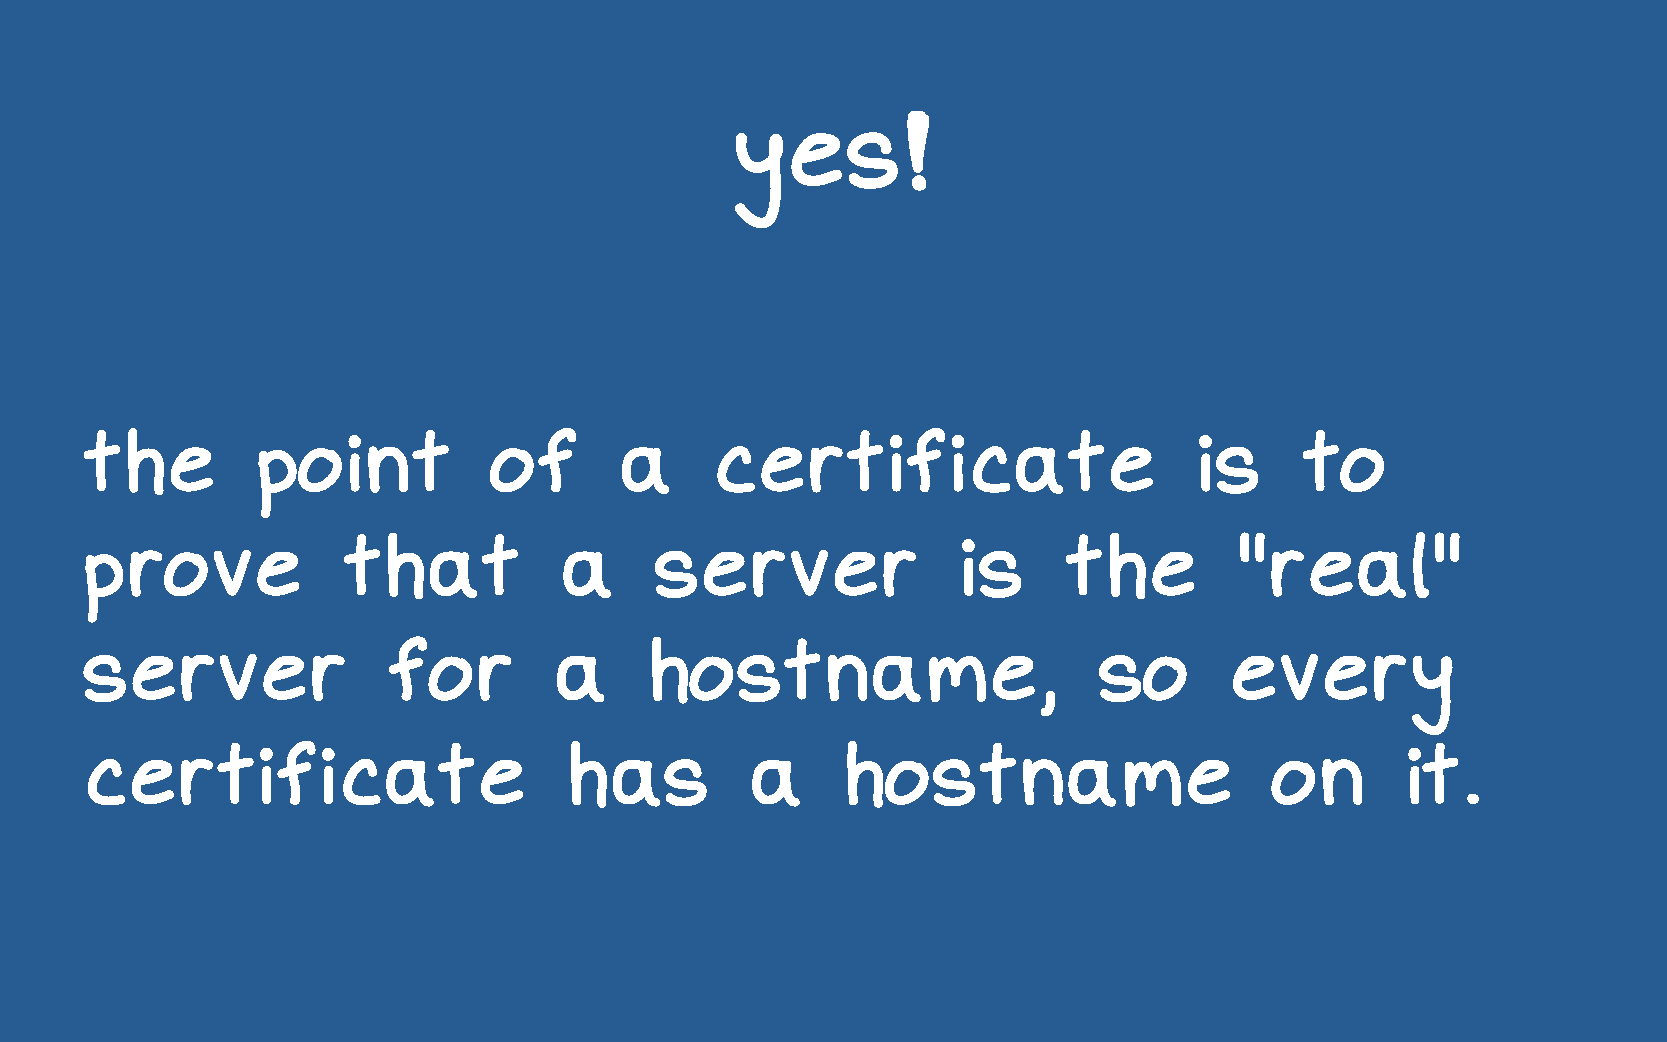 yes!
the point of a certificate is to
prove that a server is the "real"
server for a hostname, so every
certificate has a hostname on it.